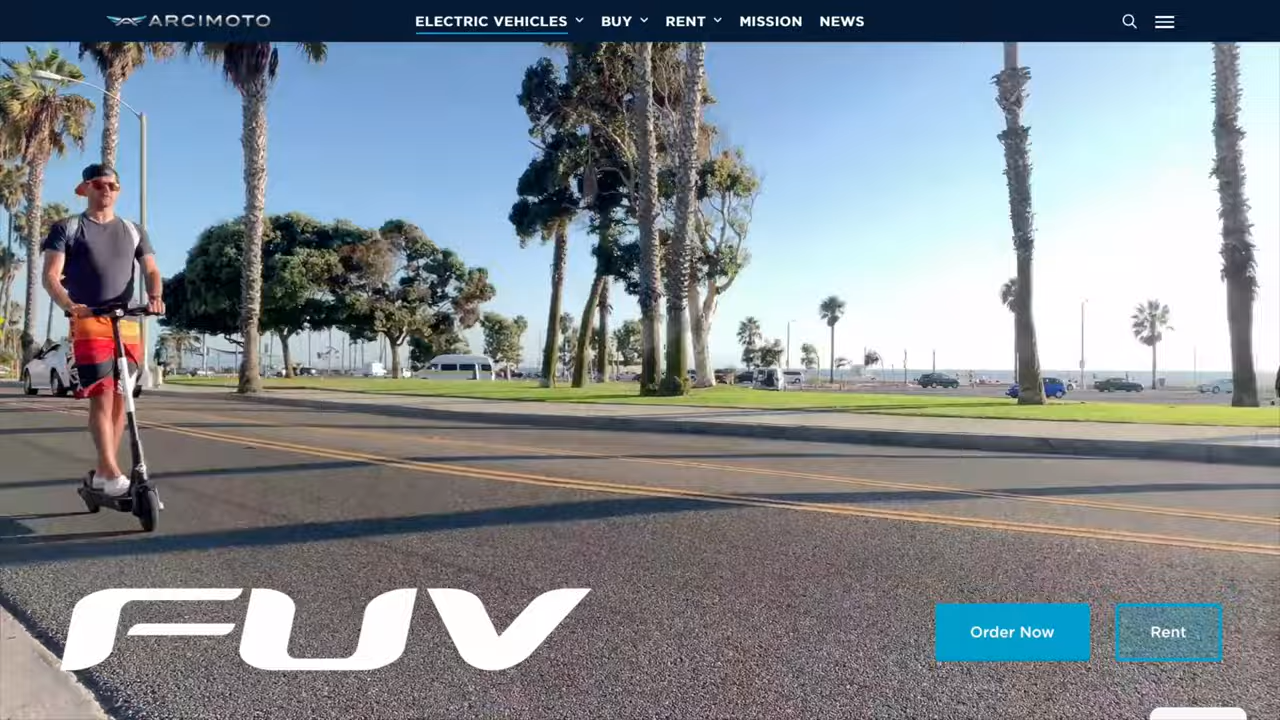 ARCIMOTO
ELECTRIC VEHICLES
BUY
RENT
MISSION
NEWS
FUV
Order Now
Rent